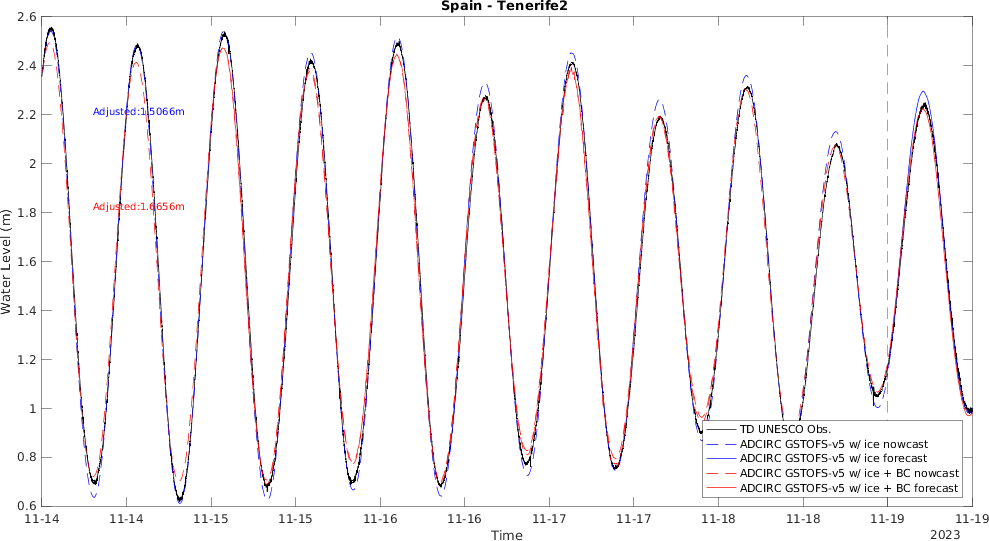 Spain - Tenerife2
2.6
2.4
2.2
2
1.8
1.6
1.4
1.2
1
0.8
0.6
Water Level (m)
Adjusted:1.5066m
Adjusted:1.6656m
TD UNESCO Obs.
ADCIRC GSTOFS-v5 w/ ice nowcast
ADCIRC GSTOFS-v5 w/ ice forecast
ADCIRC GSTOFS-v5 w/ ice + BC nowcast
ADCIRC GSTOFS-v5 w/ ice + BC forecast
11-14 11-14 11-15 11-15 11-16 11-16 11-17 11-17 11-18 11-18 11-19 11-19
Time
2023